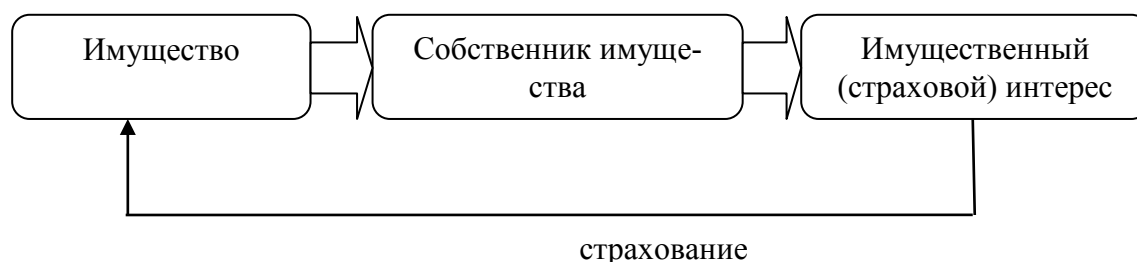 Имущество
Собственник имуще-
ства
Имущественный
(страховой) интерес
страхование